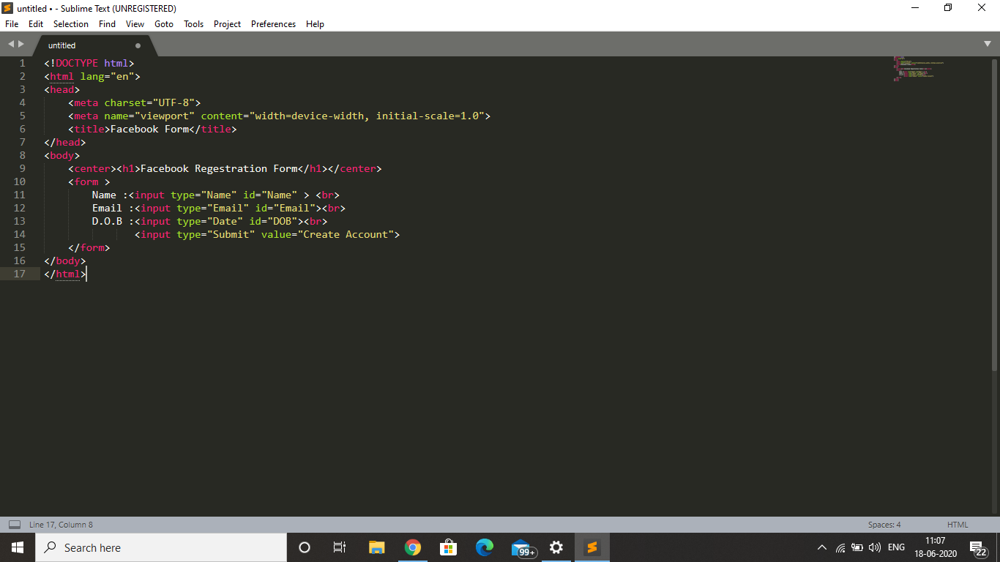 untitled • - Sublime Text (UNREGISTERED)
File Edit Selection Find View Goto Tools Project Preferences Help
untitled
1 <!DOCTYPE html>
2 <html lang="en">
3 <head>
4     <meta charset="UTF-8">
5     <meta name="viewport" content="width=device-width, initial-scale=1.0">
6     <title>Facebook Form</title>
7 </head>
8 <body>
9     <center><h1>Facebook Regestration Form</h1></center>
10     <form >
11         Name :<input type="Name" id="Name" > <br>
12         Email :<input type="Email" id="Email"><br>
13         D.O.B :<input type="Date" id="DOB"><br>
14                <input type="Submit" value="Create Account">
15     </form>
16 </body>
17 </html>
Line 17, Column 8 Spaces: 4 HTML
Search here 99+ ENG 11:07
18-06-2020 22